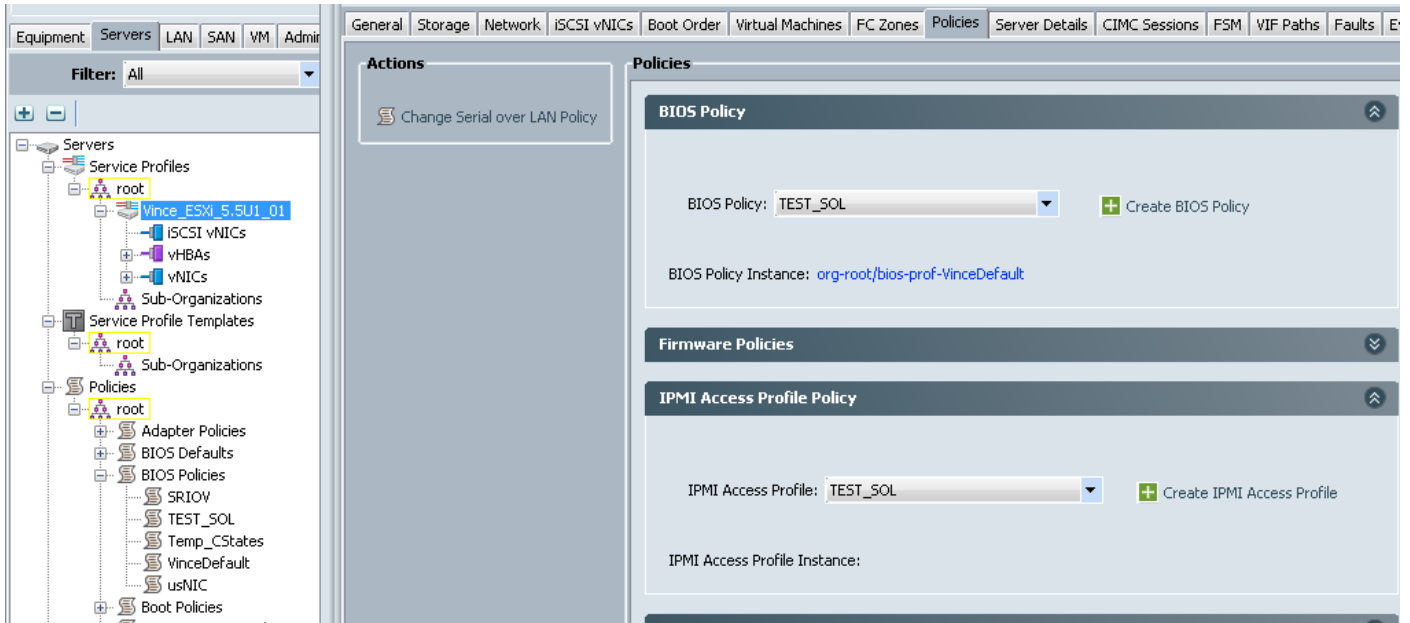 Equipment Servers LAN SAN VM Admin
Filter: All
Servers
Service Profiles
root
Vince_ESXi_5.5U1_01
iSCSI vNICs
vHBAs
vNICs
Sub-Organizations
Service Profile Templates
root
Sub-Organizations
Policies
root
Adapter Policies
BIOS Defaults
BIOS Policies
SRIOV
TEST_SOL
Temp_CStates
VinceDefault
usNIC
Boot Policies
General Storage Network iSCSI vNICs Boot Order Virtual Machines FC Zones Policies Server Details CIMC Sessions FSM VIF Paths Faults
Actions
Change Serial over LAN Policy
Policies
BIOS Policy
BIOS Policy: TEST_SOL Create BIOS Policy
BIOS Policy Instance: org-root/bios-prof-VinceDefault
Firmware Policies
IPMI Access Profile Policy
IPMI Access Profile: TEST_SOL Create IPMI Access Profile
IPMI Access Profile Instance: